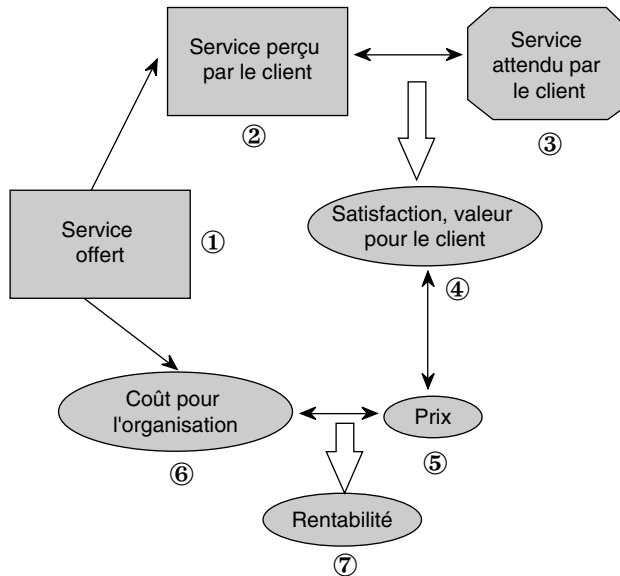 Service perçu
par le client
②
Service
attendu par
le client
③
Service
offert
①
Satisfaction, valeur
pour le client
④
Coût pour
l'organisation
⑥
Prix
⑤
Rentabilité
⑦